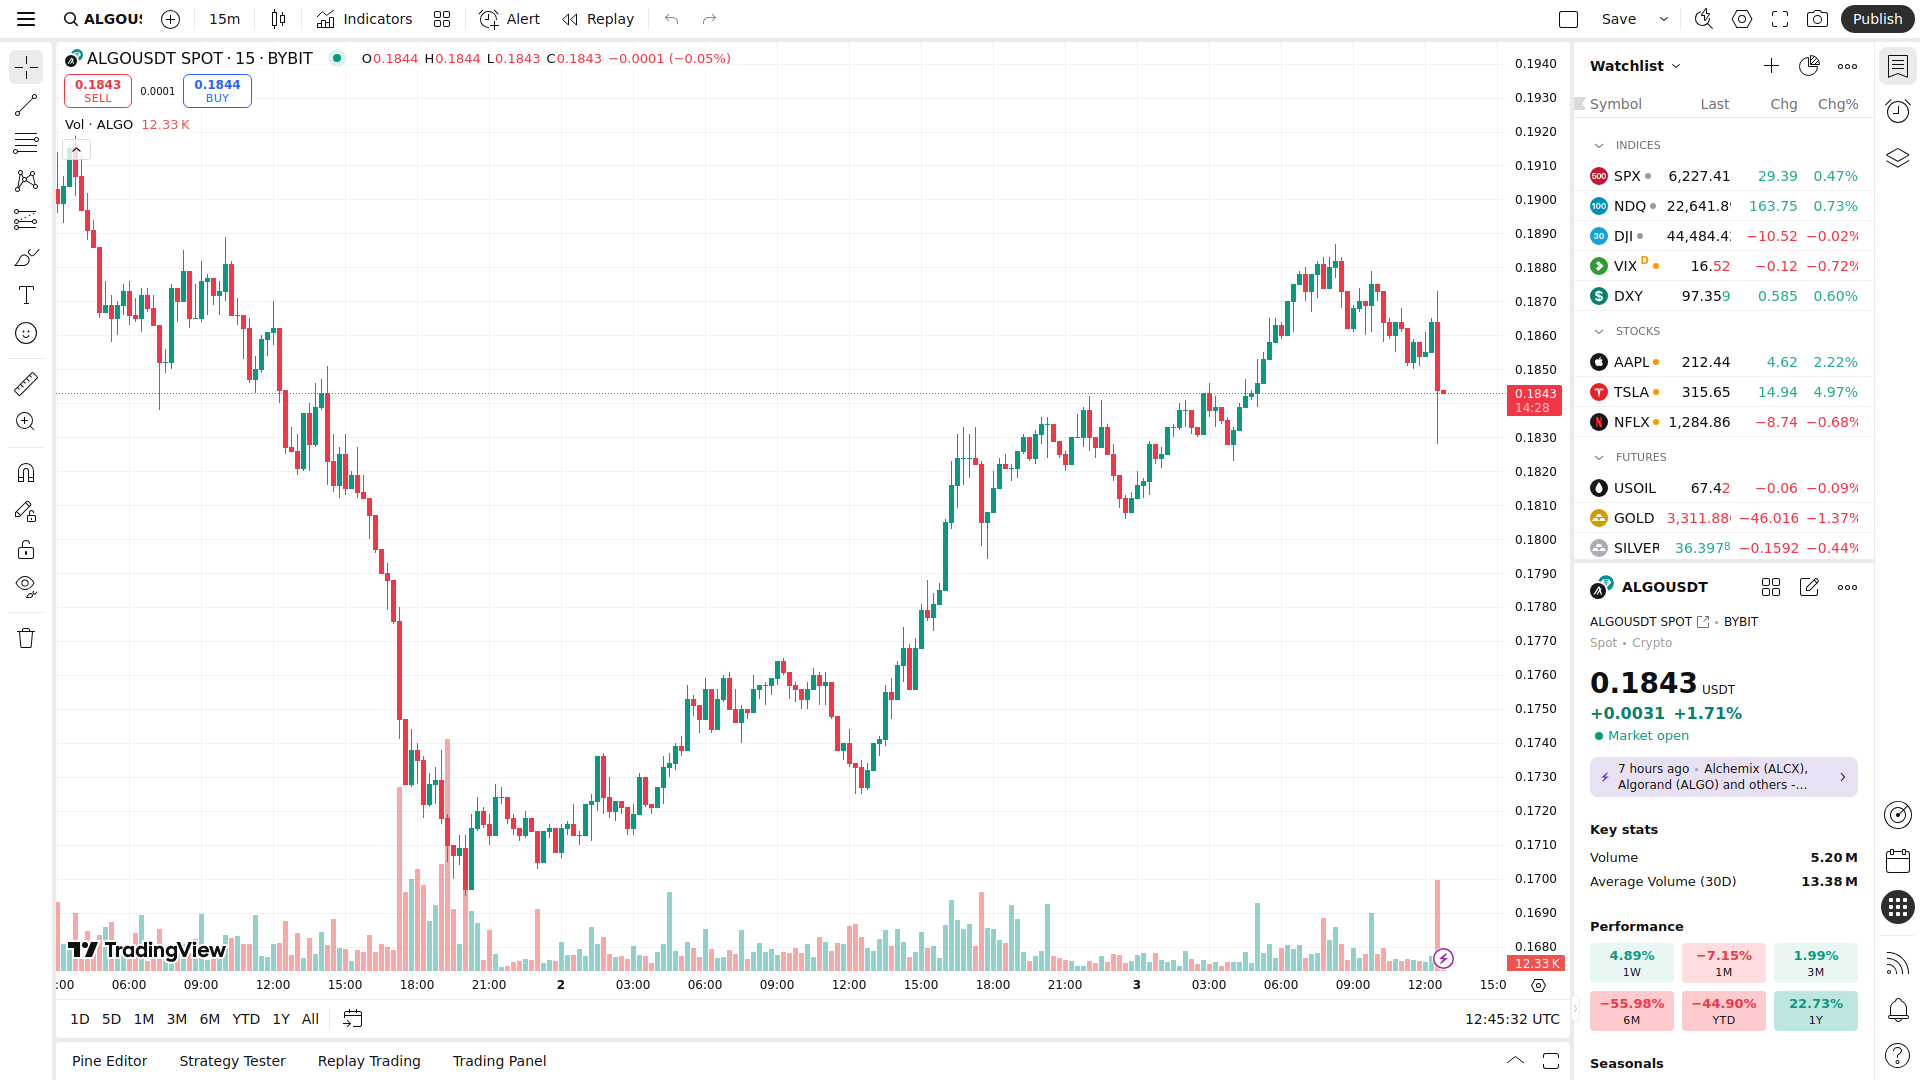 ALGOUS
15m
Indicators
Alert
Replay
Save
Publish
ALGOUSDT SPOT · 15 · BYBIT
O0.1844 H0.1844 L0.1843 C0.1843 −0.0001 (−0.05%)
0.1843
SELL
0.0001
0.1844
BUY
Vol · ALGO 12.33 K
0.1940
0.1930
0.1920
0.1910
0.1900
0.1890
0.1880
0.1870
0.1860
0.1850
0.1843
14:28
0.1830
0.1820
0.1810
0.1800
0.1790
0.1780
0.1770
0.1760
0.1750
0.1740
0.1730
0.1720
0.1710
0.1700
0.1690
0.1680
12.33 K
TradingView
:00 06:00 09:00 12:00 15:00 18:00 21:00 2 03:00 06:00 09:00 12:00 15:00 18:00 21:00 3 03:00 06:00 09:00 12:00 15:0
1D 5D 1M 3M 6M YTD 1Y All
12:45:32 UTC
Pine Editor Strategy Tester Replay Trading Trading Panel
Watchlist
Symbol Last Chg Chg%
INDICES
500 SPX 6,227.41 29.39 0.47%
100 NDQ 22,641.8 163.75 0.73%
30 DJI 44,484.4 −10.52 −0.02%
VIX D 16.52 −0.12 −0.72%
DXY 97.359 0.585 0.60%
STOCKS
AAPL 212.44 4.62 2.22%
TSLA 315.65 14.94 4.97%
NFLX 1,284.86 −8.74 −0.68%
FUTURES
USOIL 67.42 −0.06 −0.09%
GOLD 3,311.88 −46.016 −1.37%
SILVER 36.3978 −0.1592 −0.44%
ALGOUSDT
ALGOUSDT SPOT • BYBIT
Spot • Crypto
0.1843 USDT
+0.0031 +1.71%
Market open
7 hours ago • Alchemix (ALCX),
Algorand (ALGO) and others -...
Key stats
Volume 5.20 M
Average Volume (30D) 13.38 M
Performance
4.89% −7.15% 1.99%
1W 1M 3M
−55.98% −44.90% 22.73%
6M YTD 1Y
Seasonals